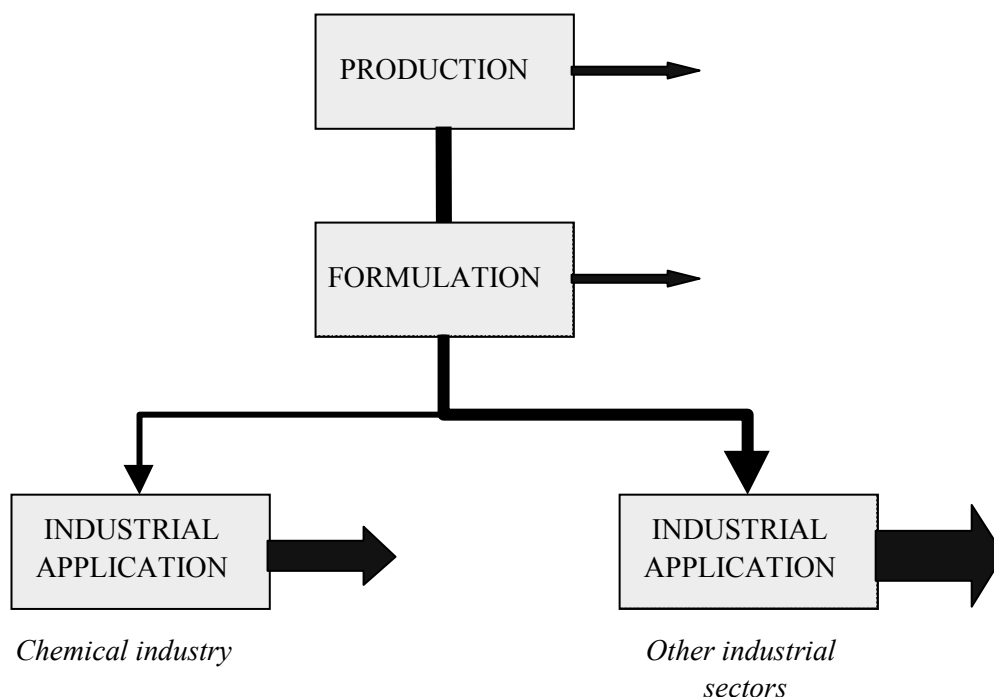 PRODUCTION
FORMULATION
INDUSTRIAL
APPLICATION
Chemical industry
INDUSTRIAL
APPLICATION
Other industrial
sectors